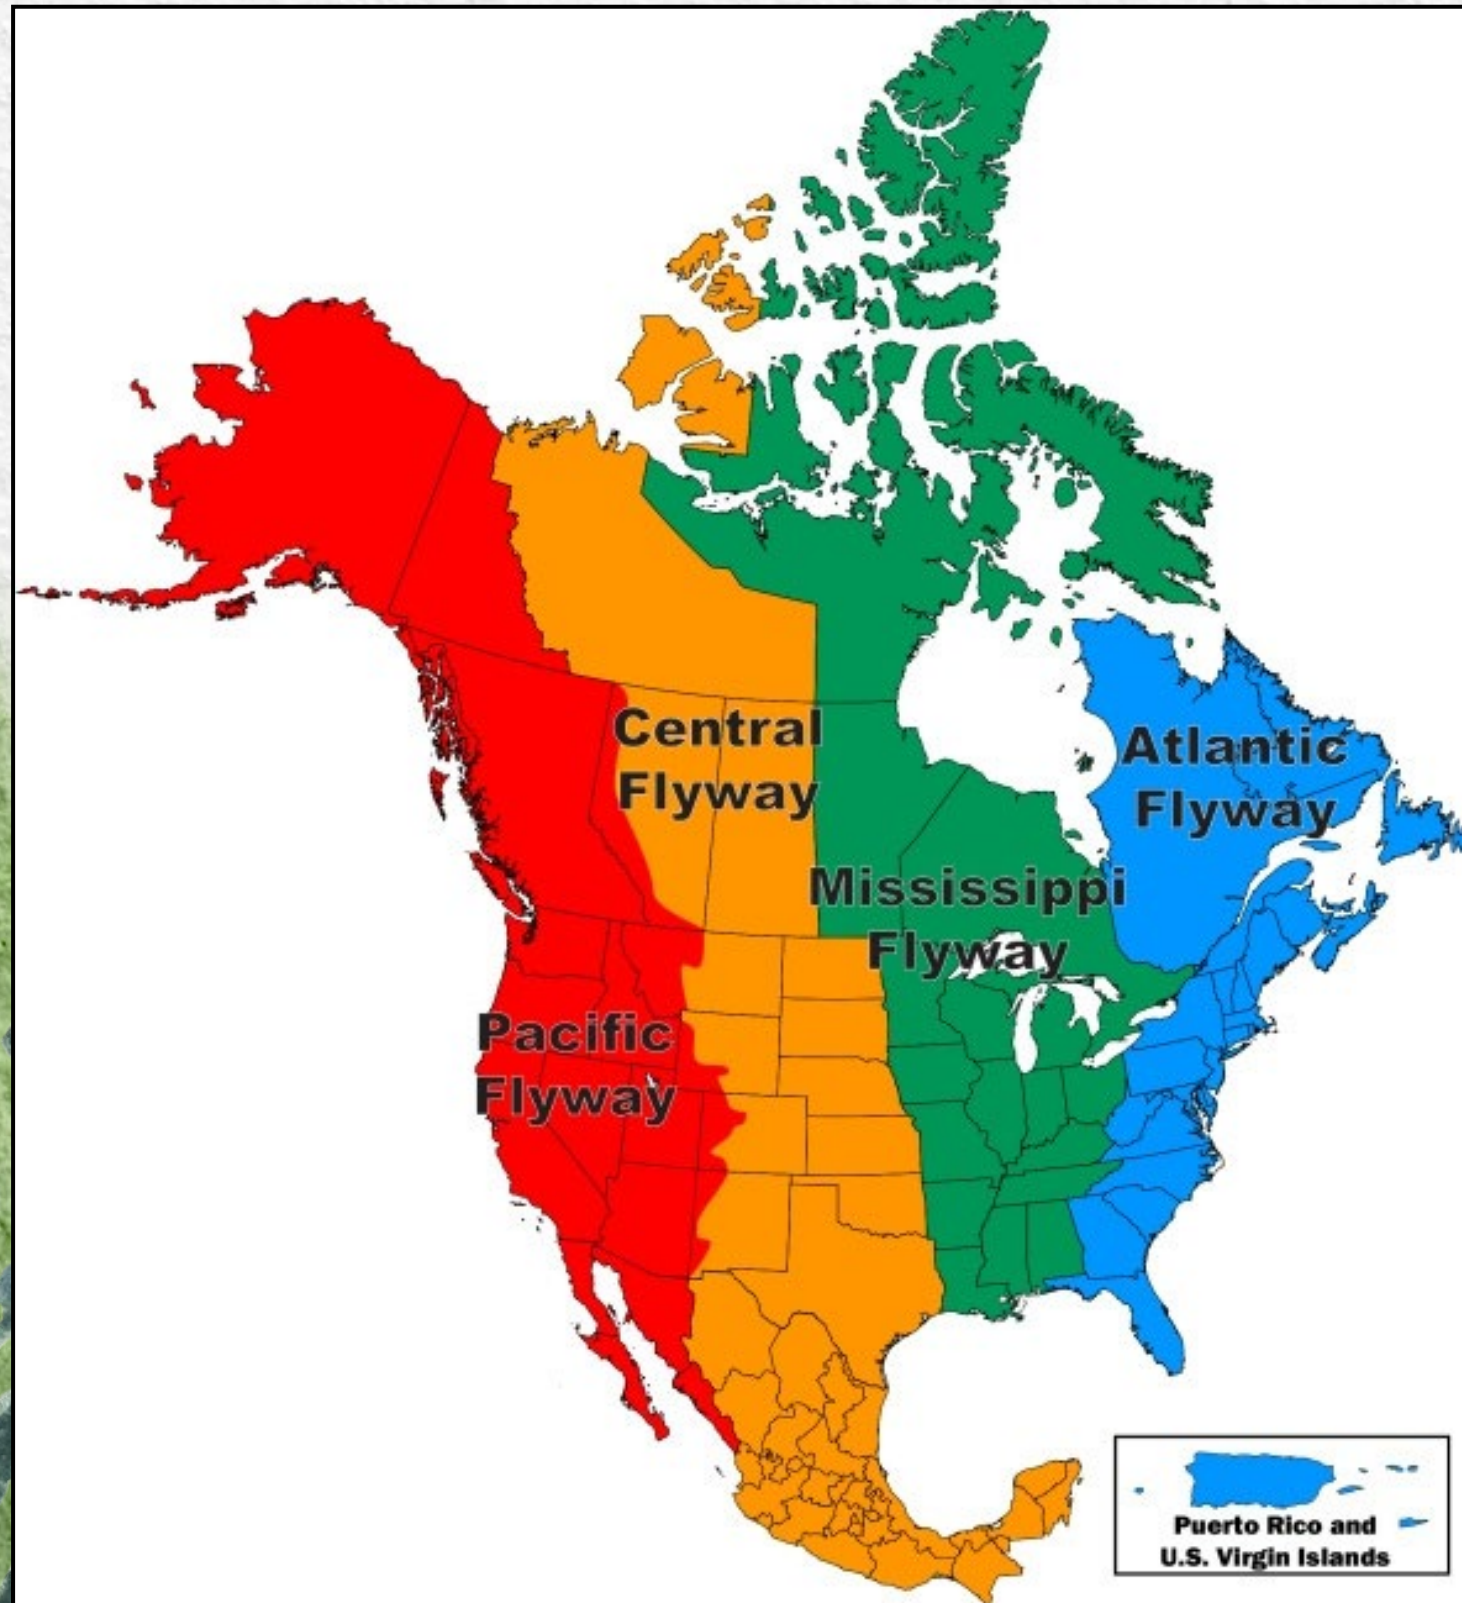 Central
Flyway
Atlantic
Flyway
Mississippi
Flyway
Pacific
Flyway
Puerto Rico and
U.S. Virgin Islands